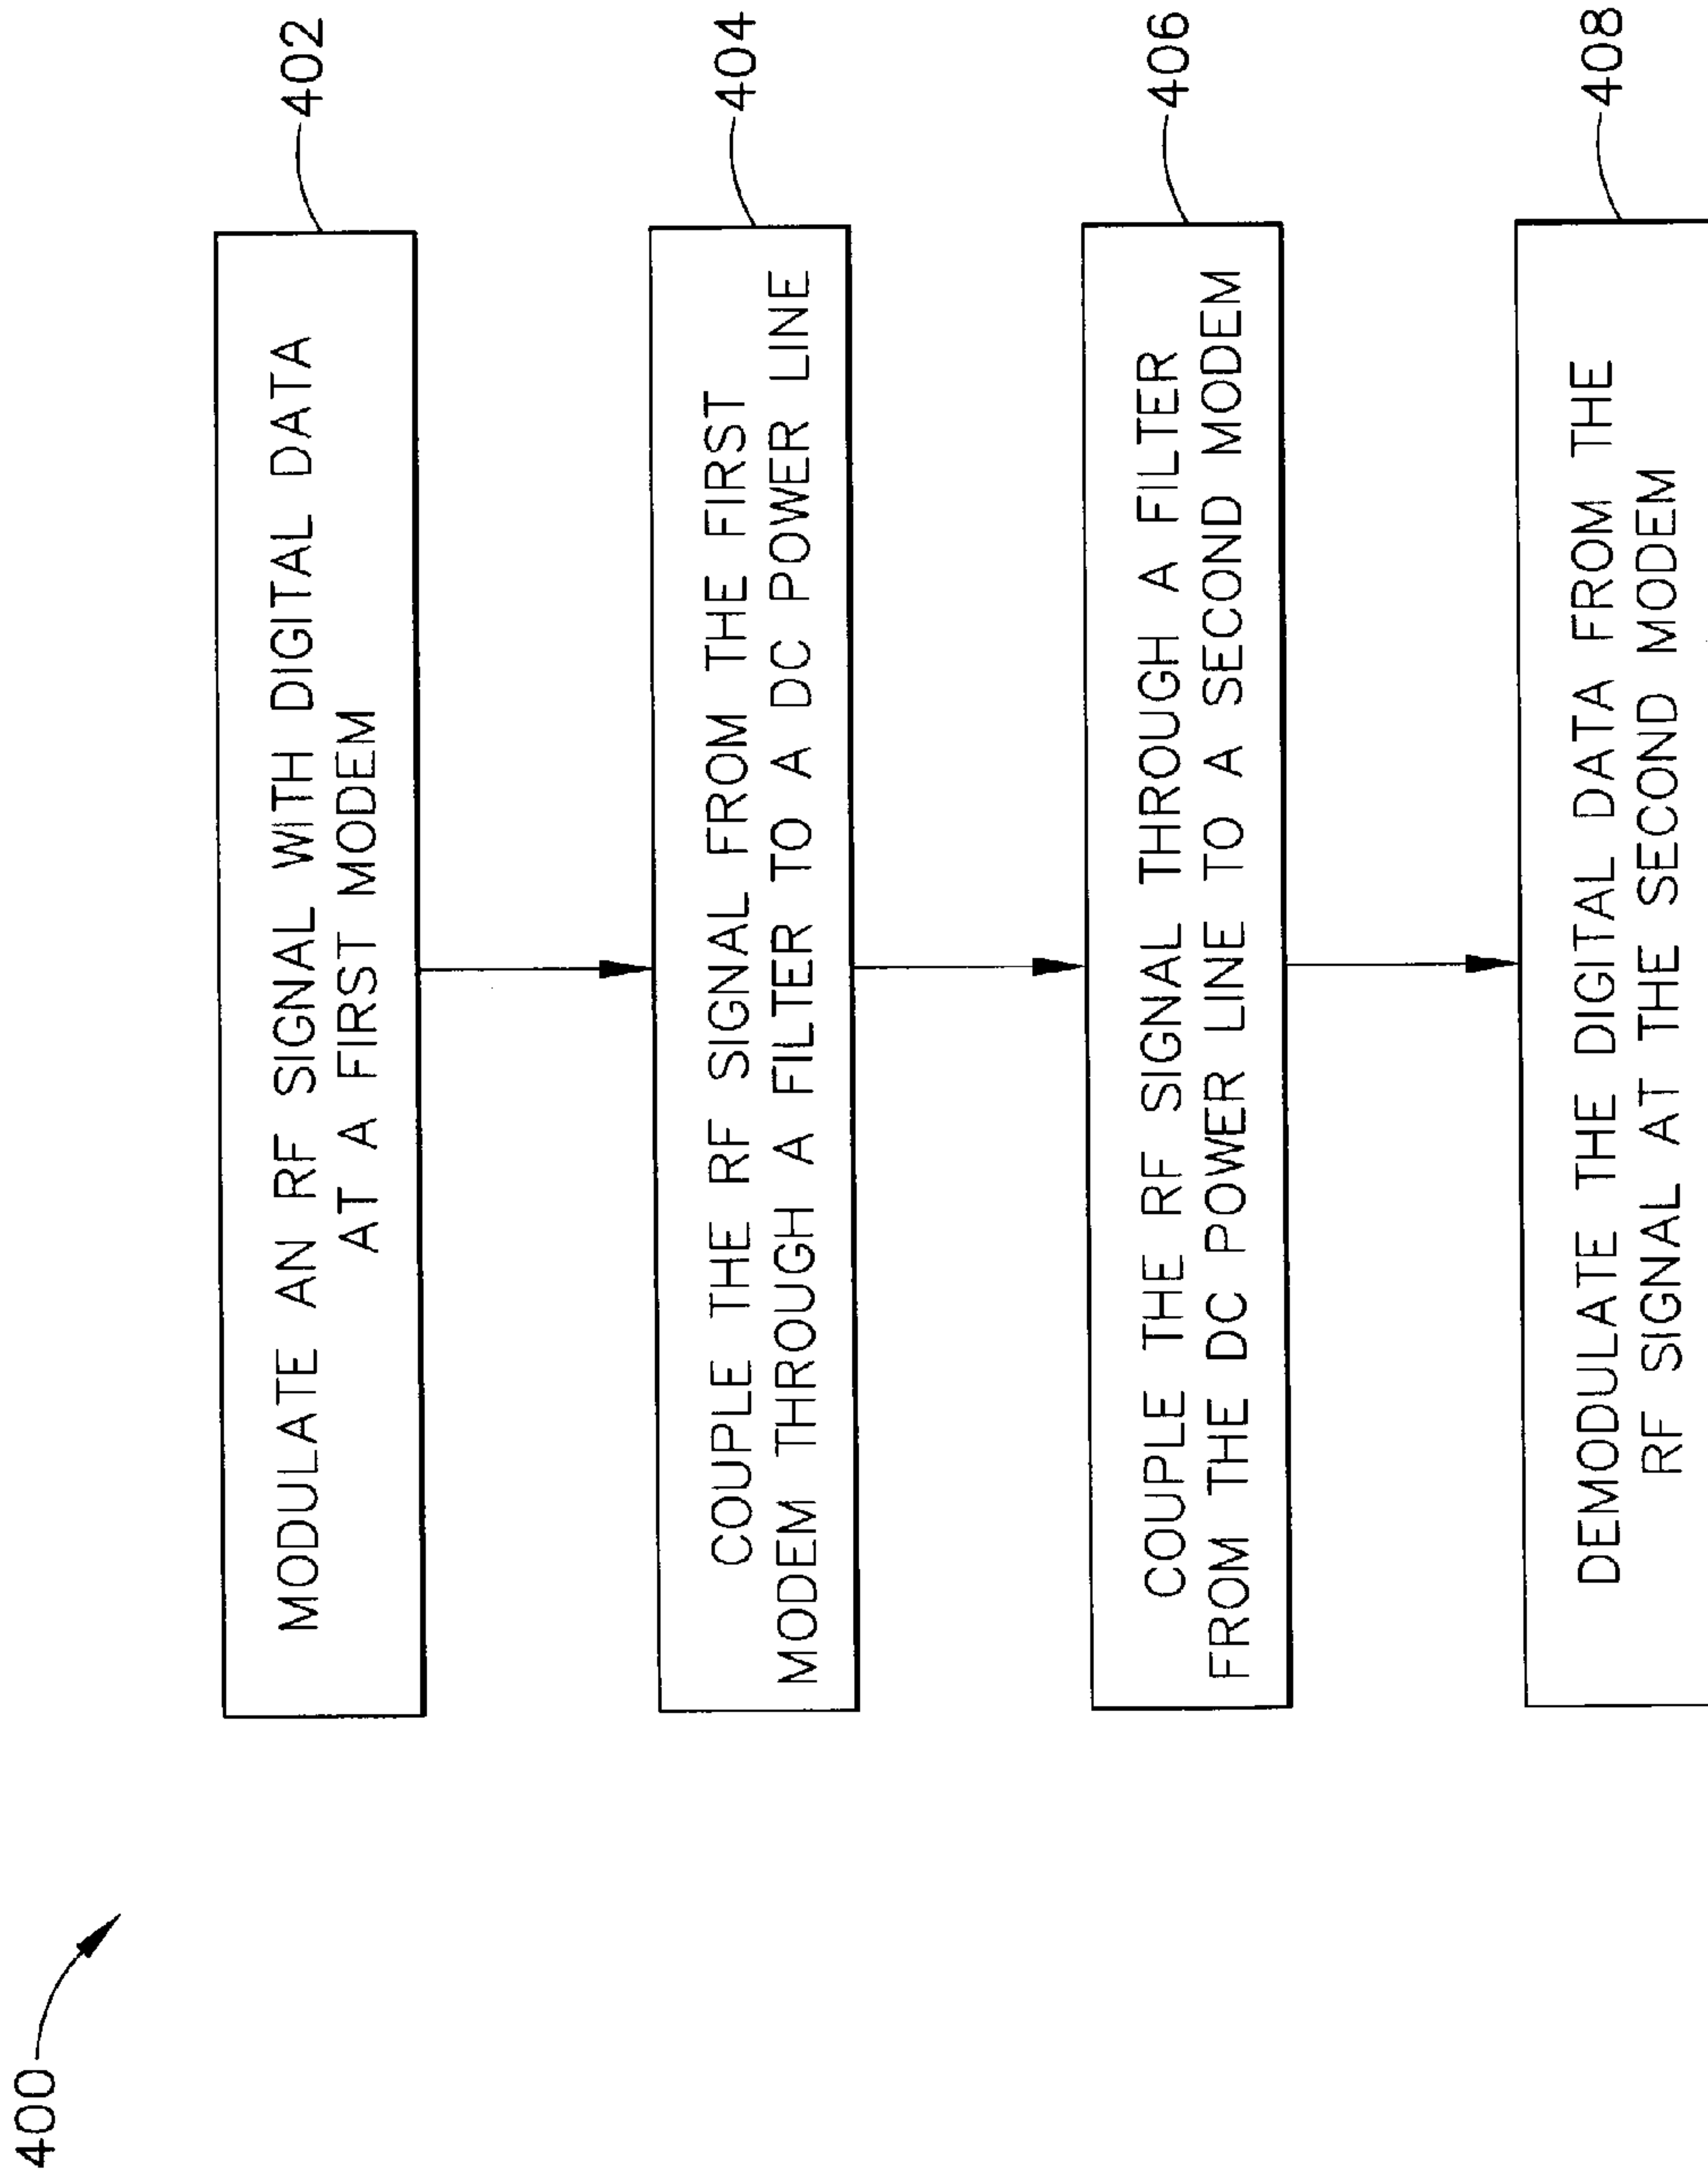 400
402
MODULATE AN RF SIGNAL WITH DIGITAL DATA
AT A FIRST MODEM
404
COUPLE THE RF SIGNAL FROM THE FIRST
MODEM THROUGH A FILTER TO A DC POWER LINE
406
COUPLE THE RF SIGNAL THROUGH A FILTER
FROM THE DC POWER LINE TO A SECOND MODEM
408
DEMODULATE THE DIGITAL DATA FROM THE
RF SIGNAL AT THE SECOND MODEM